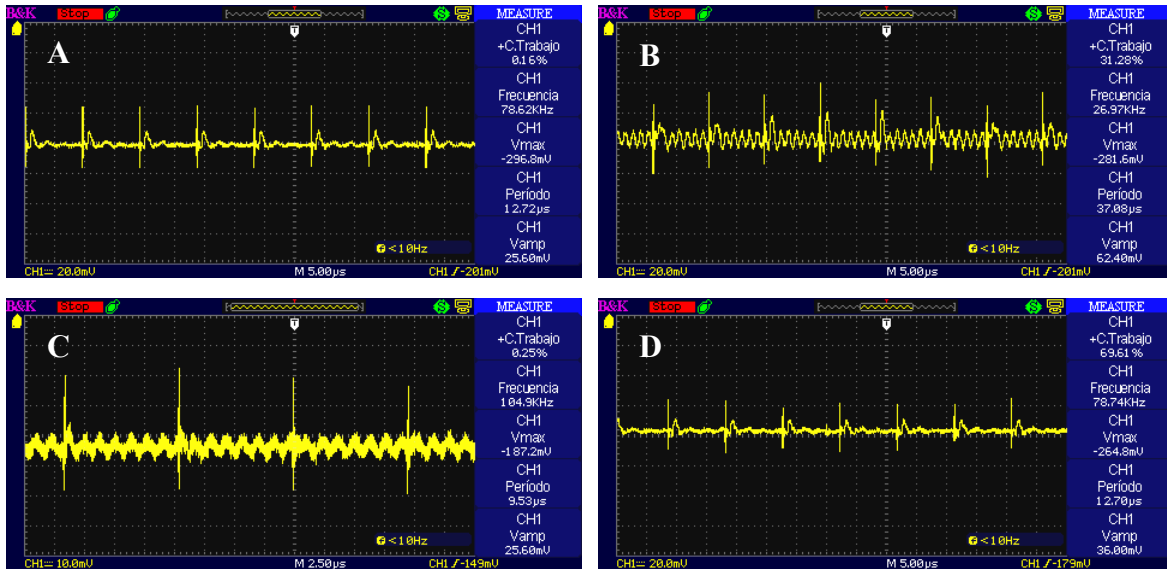 B&K Stop T S MEASURE
A
CH1
+C.Trabajo
0.16%
CH1
Frecuencia
78.62KHz
CH1
Vmax
-296.8mV
CH1
Período
12.72μs
CH1
Vamp
25.60mV
G <10Hz
CH1 20.0mV M 5.00μs CH1 -201mV
B&K Stop T S MEASURE
B
CH1
+C.Trabajo
31.28%
CH1
Frecuencia
26.97KHz
CH1
Vmax
-281.6mV
CH1
Período
37.08μs
CH1
Vamp
62.40mV
G <10Hz
CH1 20.0mV M 5.00μs CH1 -201mV
B&K Stop T S MEASURE
C
CH1
+C.Trabajo
0.25%
CH1
Frecuencia
104.9KHz
CH1
Vmax
-187.2mV
CH1
Período
9.53μs
CH1
Vamp
25.60mV
G <10Hz
CH1 10.0mV M 2.50μs CH1 -149mV
B&K Stop T S MEASURE
D
CH1
+C.Trabajo
69.61%
CH1
Frecuencia
78.74KHz
CH1
Vmax
-264.8mV
CH1
Período
12.70μs
CH1
Vamp
36.00mV
G <10Hz
CH1 20.0mV M 5.00μs CH1 -179mV